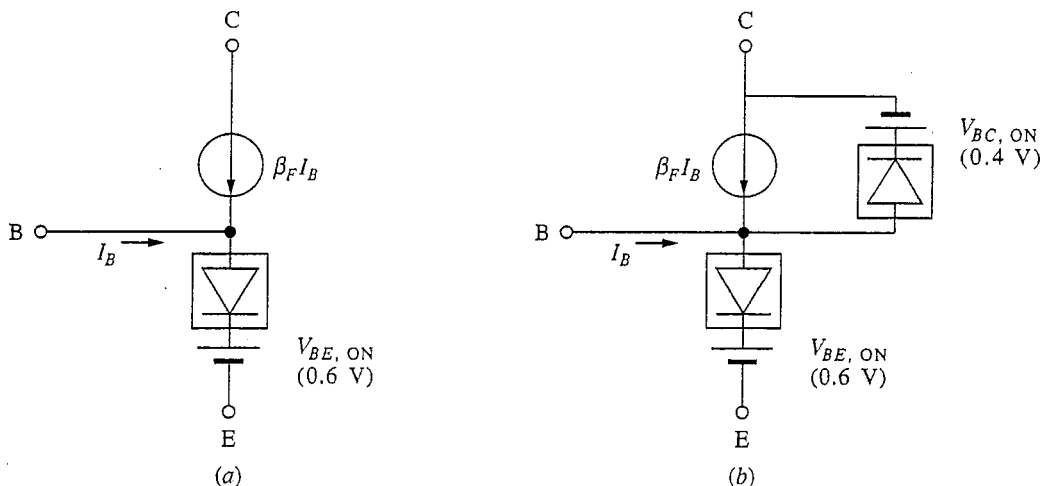 C
β_F I_B
B
I_B
V_BE, ON
(0.6 V)
E
(a)
C
V_BC, ON
(0.4 V)
β_F I_B
B
I_B
V_BE, ON
(0.6 V)
E
(b)